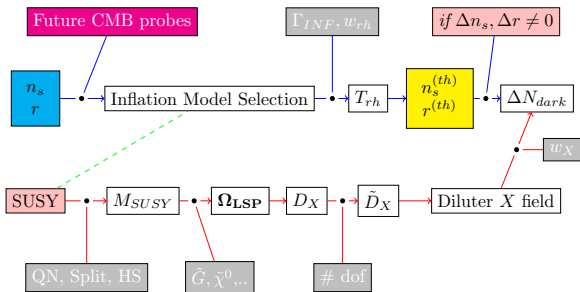 Future CMB probes
Γ_{INF}, w_{rh}
if Δn_s, Δr ≠ 0
n_s
r
Inflation Model Selection
T_{rh}
n_s^{(th)}
r^{(th)}
ΔN_{dark}
w_X
SUSY
M_{SUSY}
Ω_{LSP}
D_X
D̃_X
Diluter X field
QN, Split, HS
G̃, χ̃^0,..
# dof